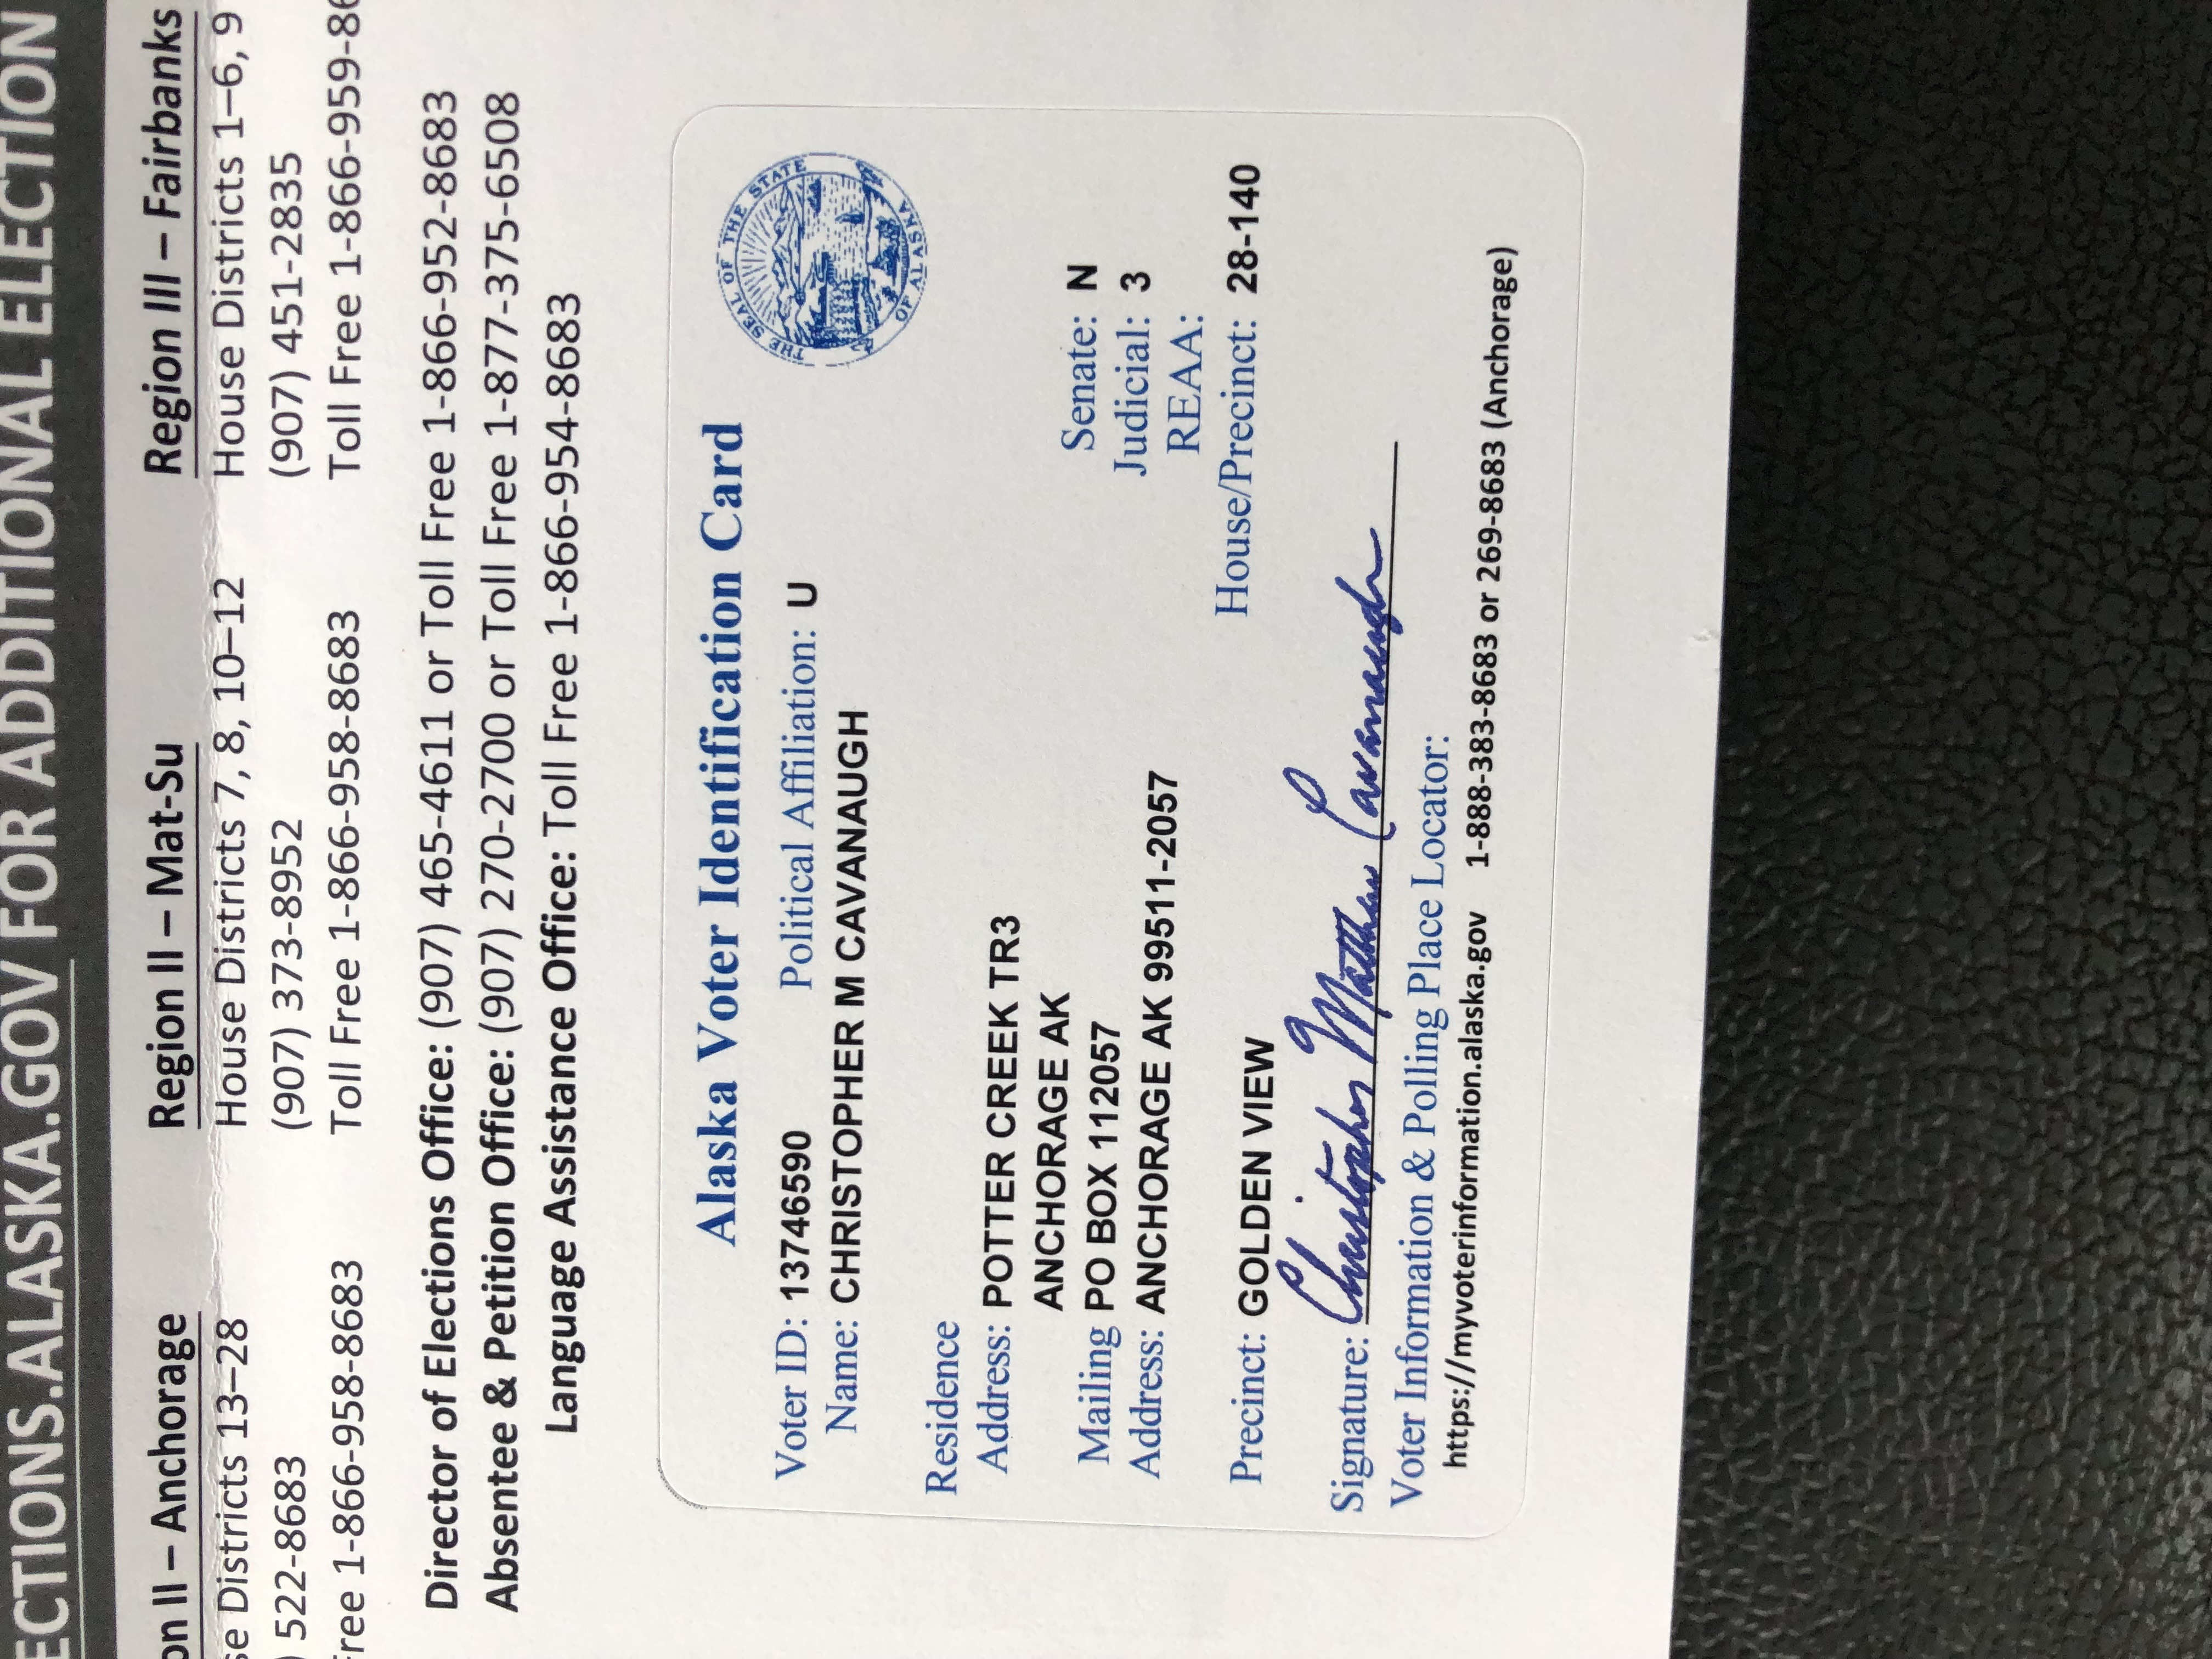 ECTIONS.ALASKA.GOV FOR ADDITIONAL ELECTION
on II – Anchorage
se Districts 13–28
) 522-8683
Free 1-866-958-8683
Region II – Mat-Su
House Districts 7, 8, 10–12
(907) 373-8952
Toll Free 1-866-958-8683
Region III – Fairbanks
House Districts 1–6, 9
(907) 451-2835
Toll Free 1-866-959-86
Director of Elections Office: (907) 465-4611 or Toll Free 1-866-952-8683
Absentee & Petition Office: (907) 270-2700 or Toll Free 1-877-375-6508
Language Assistance Office: Toll Free 1-866-954-8683
Alaska Voter Identification Card
THE SEAL OF THE STATE OF ALASKA
Voter ID: 13746590 Political Affiliation: U
Name: CHRISTOPHER M CAVANAUGH
Residence
Address: POTTER CREEK TR3
ANCHORAGE AK
Mailing PO BOX 112057
Address: ANCHORAGE AK 99511-2057
Senate: N
Judicial: 3
REAA:
Precinct: GOLDEN VIEW House/Precinct: 28-140
Signature: Christopher Matthew Cavanaugh
Voter Information & Polling Place Locator:
https://myvoterinformation.alaska.gov 1-888-383-8683 or 269-8683 (Anchorage)